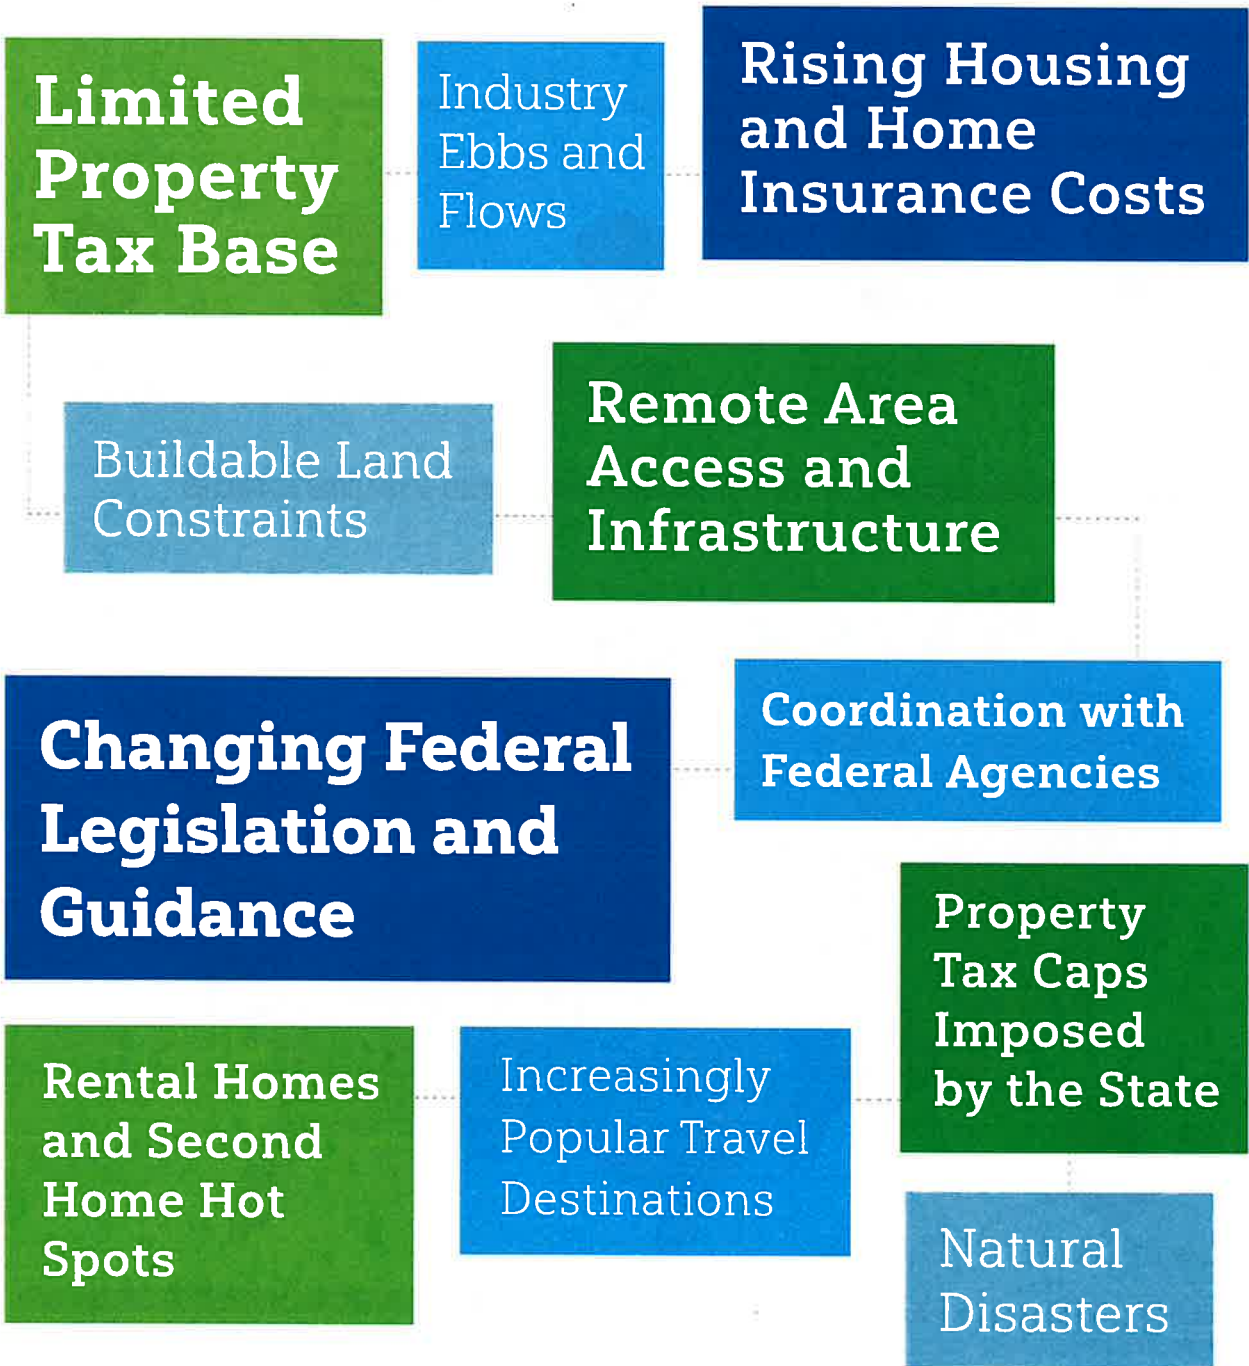 Limited
Property
Tax Base
Industry
Ebbs and
Flows
Rising Housing
and Home
Insurance Costs
Buildable Land
Constraints
Remote Area
Access and
Infrastructure
Changing Federal
Legislation and
Guidance
Coordination with
Federal Agencies
Property
Tax Caps
Imposed
by the State
Rental Homes
and Second
Home Hot
Spots
Increasingly
Popular Travel
Destinations
Natural
Disasters